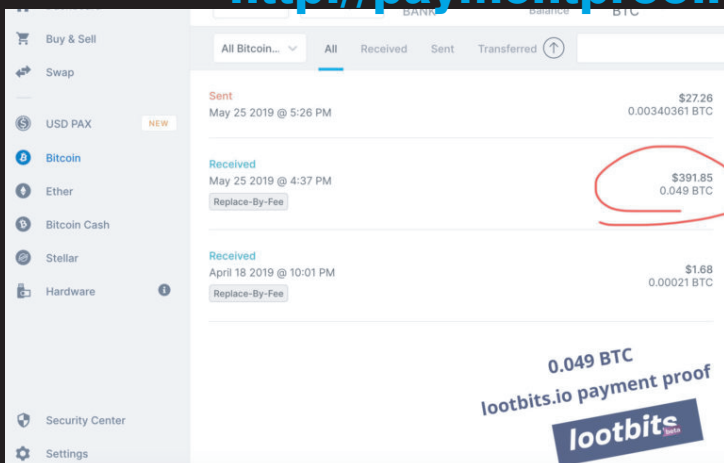 Buy & Sell
Swap
USD PAX NEW
Bitcoin
Ether
Bitcoin Cash
Stellar
Hardware
Security Center
Settings
BANK Balance BTC
All Bitcoin... All Received Sent Transferred
Sent
May 25 2019 @ 5:26 PM
$27.26
0.00340361 BTC
Received
May 25 2019 @ 4:37 PM
Replace-By-Fee
$391.85
0.049 BTC
Received
April 18 2019 @ 10:01 PM
Replace-By-Fee
$1.68
0.00021 BTC
0.049 BTC
lootbits.io payment proof
lootbits
beta